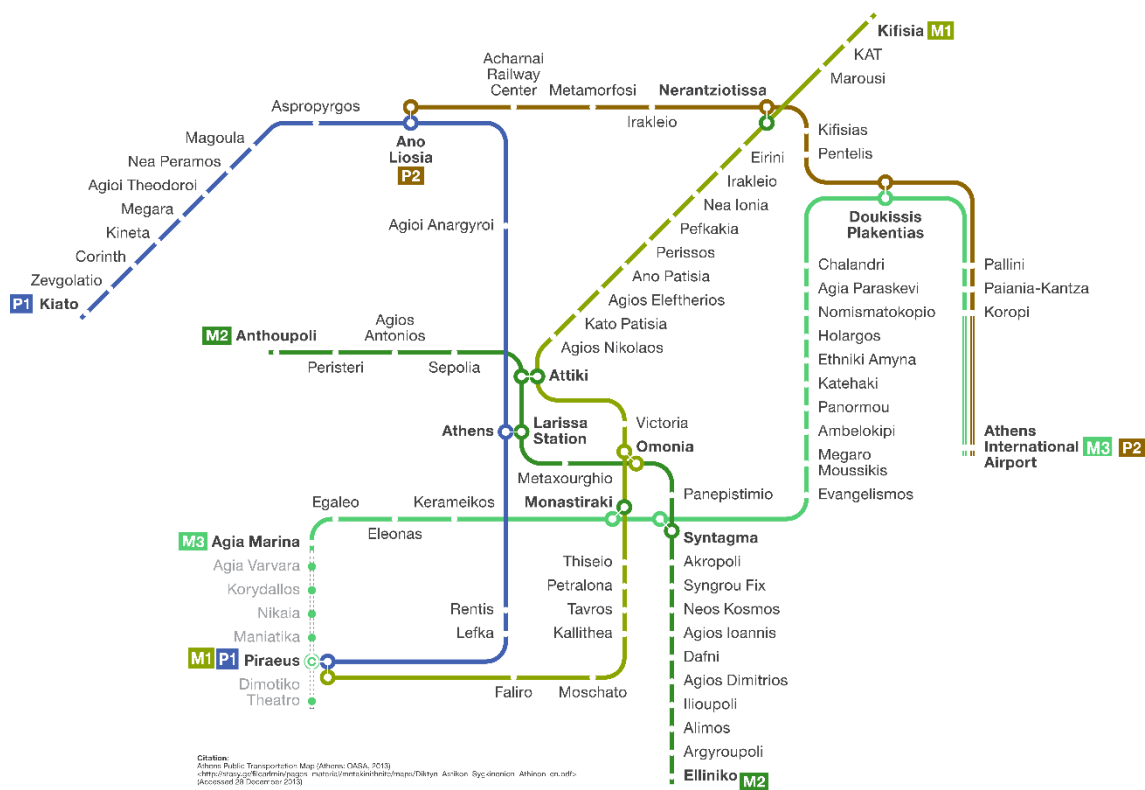 Kifisia M1
KAT
Marousi
Acharnai
Railway
Center
Metamorfosi
Nerantziotissa
Irakleio
Aspropyrgos
Magoula
Nea Peramos
Agioi Theodoroi
Megara
Kineta
Corinth
Zevgolatio
P1 Kiato
Ano
Liosia
P2
Kifisias
Pentelis
Eirini
Irakleio
Nea Ionia
Pefkakia
Perissos
Ano Patisia
Agios Eleftherios
Kato Patisia
Agios Nikolaos
Agioi Anargyroi
Doukissis
Plakentias
Chalandri
Agia Paraskevi
Nomismatokopio
Holargos
Ethniki Amyna
Katehaki
Panormou
Ambelokipi
Megaro
Moussikis
Evangelismos
Pallini
Paiania-Kantza
Koropi
Athens
International
Airport
M3 P2
M2 Anthoupoli
Agios
Antonios
Peristeri
Sepolia
Attiki
Athens
Larissa
Station
Victoria
Omonia
Metaxourghio
Monastiraki
Panepistimio
Egaleo
Kerameikos
Eleonas
Syntagma
M3 Agia Marina
Agia Varvara
Korydallos
Nikaia
Maniatika
M1 P1 Piraeus
C
Dimotiko
Theatro
Rentis
Lefka
Thiseio
Petralona
Tavros
Kallithea
Faliro
Moschato
Akropoli
Syngrou Fix
Neos Kosmos
Agios Ioannis
Dafni
Agios Dimitrios
Ilioupoli
Alimos
Argyroupoli
Elliniko M2
Citation:
Athens Public Transportation Map (Athens: OASA, 2013)